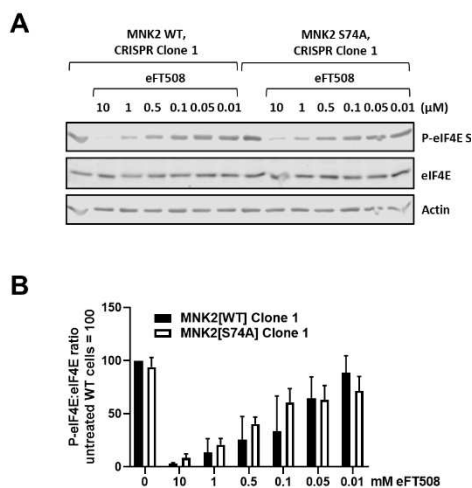 A
MNK2 WT,
CRISPR Clone 1
MNK2 S74A,
CRISPR Clone 1
eFT508 eFT508
10 1 0.5 0.1 0.05 0.01 10 1 0.5 0.1 0.05 0.01 (μM)
P-eIF4E S
eIF4E
Actin
B
P-eIF4E:eIF4E ratio
untreated WT cells = 100
150
100
50
0
MNK2[WT] Clone 1
MNK2[S74A] Clone 1
0 10 1 0.5 0.1 0.05 0.01 mM eFT508